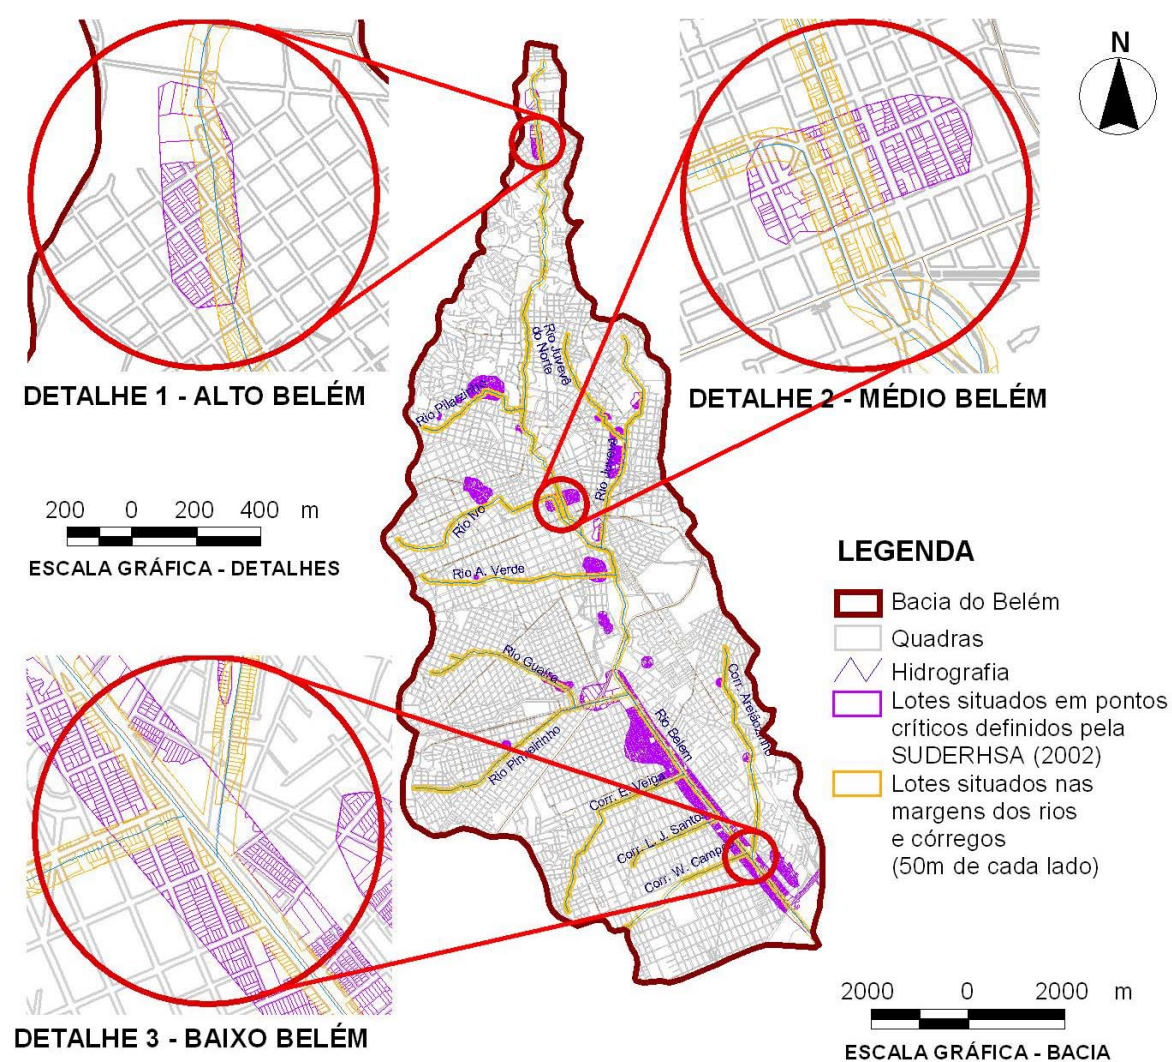 N
DETALHE 1 - ALTO BELÉM
DETALHE 2 - MÉDIO BELÉM
200 0 200 400 m
ESCALA GRÁFICA - DETALHES
Rio Juvevê
do Norte
Rio Pilarzinho
Rio Juvevê
Rio Ivo
Rio A. Verde
Rio Guaíra
Rio Pinheirinho
Rio Belém
Corr. Areiãozinho
Corr. E. Veiga
Corr. L. J. Santos
Corr. W. Camp
LEGENDA
Bacia do Belém
Quadras
Hidrografia
Lotes situados em pontos
críticos definidos pela
SUDERHSA (2002)
Lotes situados nas
margens dos rios
e córregos
(50m de cada lado)
DETALHE 3 - BAIXO BELÉM
2000 0 2000 m
ESCALA GRÁFICA - BACIA